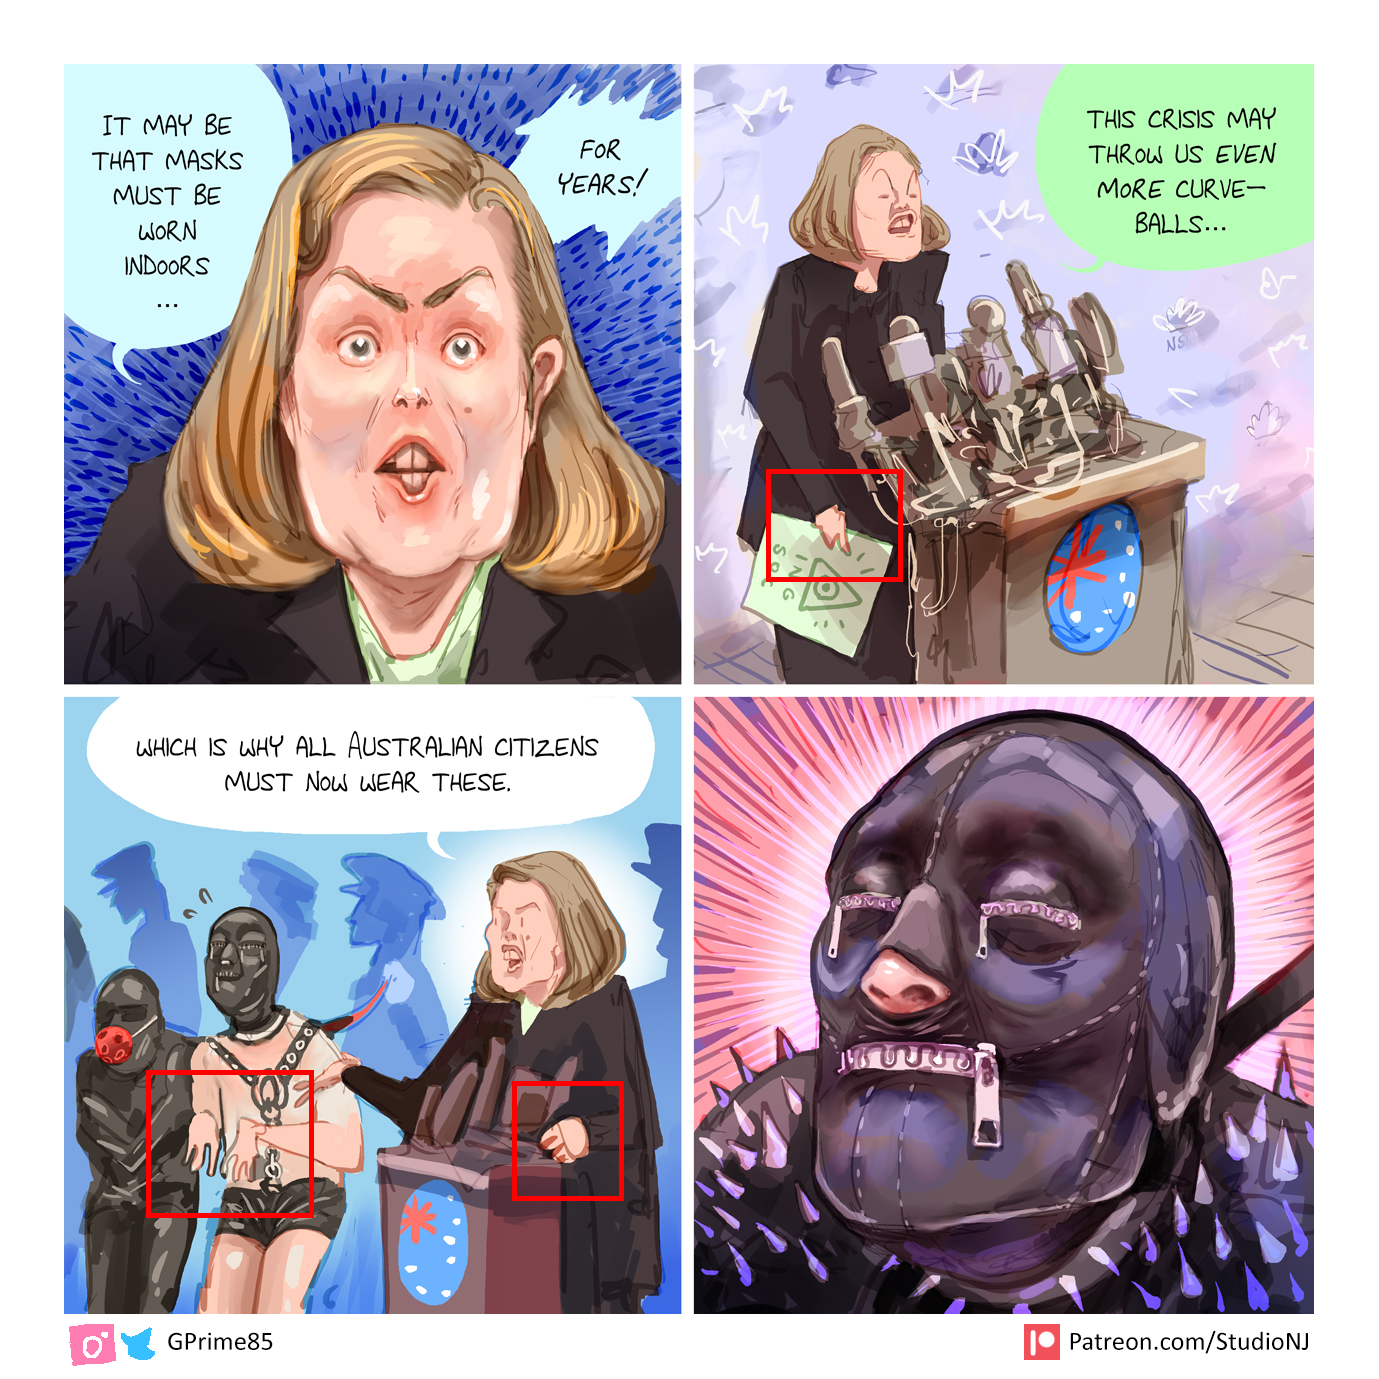 IT MAY BE
THAT MASKS
MUST BE
WORN
INDOORS
...
FOR
YEARS!
THIS CRISIS MAY
THROW US EVEN
MORE CURVE-
BALLS...
NSJ
WHICH IS WHY ALL AUSTRALIAN CITIZENS
MUST NOW WEAR THESE.
GPrime85
Patreon.com/StudioNJ